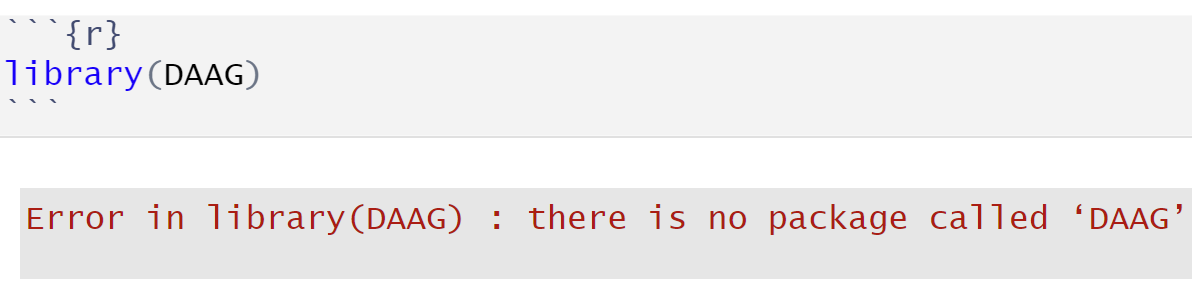 ```{r}
library(DAAG)
```
Error in library(DAAG) : there is no package called ‘DAAG’